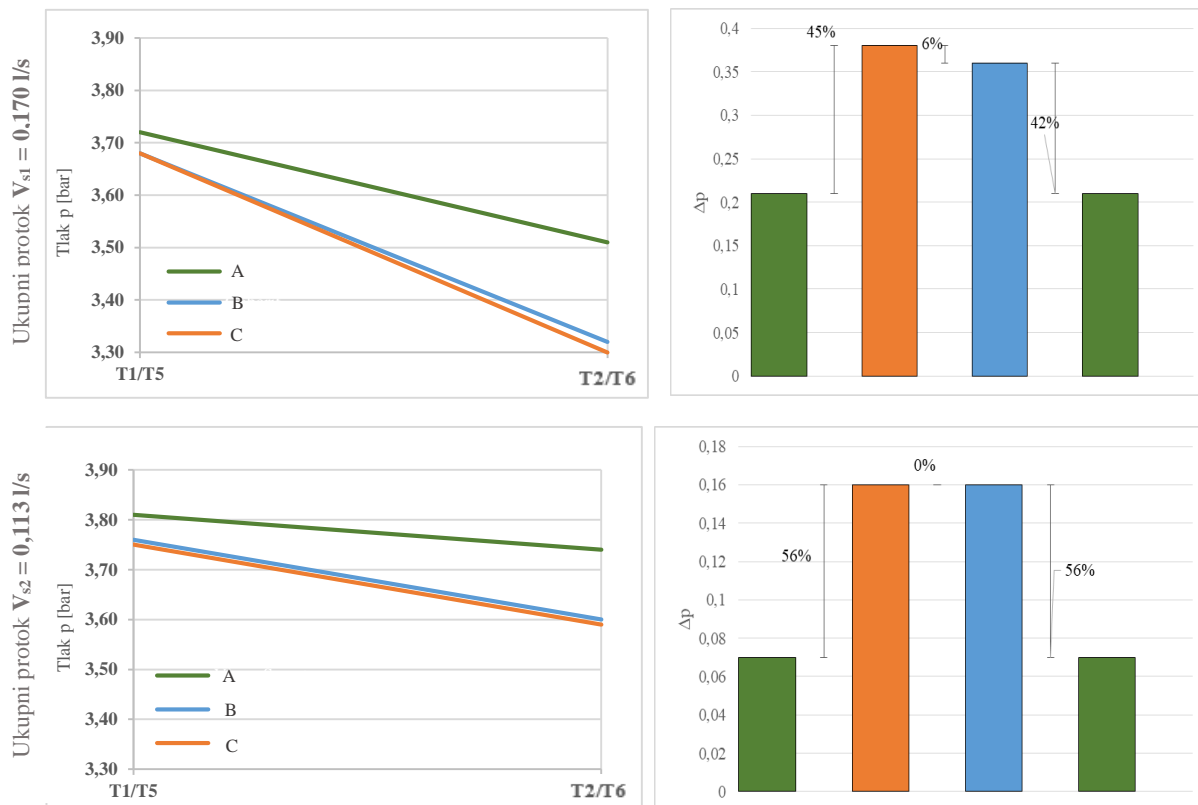 Ukupni protok Vs1 = 0,170 l/s
Tlak p [bar]
3,90
3,80
3,70
3,60
3,50
3,40
3,30
A
B
C
T1/T5
T2/T6
Δp
0,4
0,35
0,3
0,25
0,2
0,15
0,1
0,05
0
45%
6%
42%
Ukupni protok Vs2 = 0,113 l/s
Tlak p [bar]
3,90
3,80
3,70
3,60
3,50
3,40
3,30
A
B
C
T1/T5
T2/T6
Δp
0,18
0,16
0,14
0,12
0,1
0,08
0,06
0,04
0,02
0
0%
56%
56%